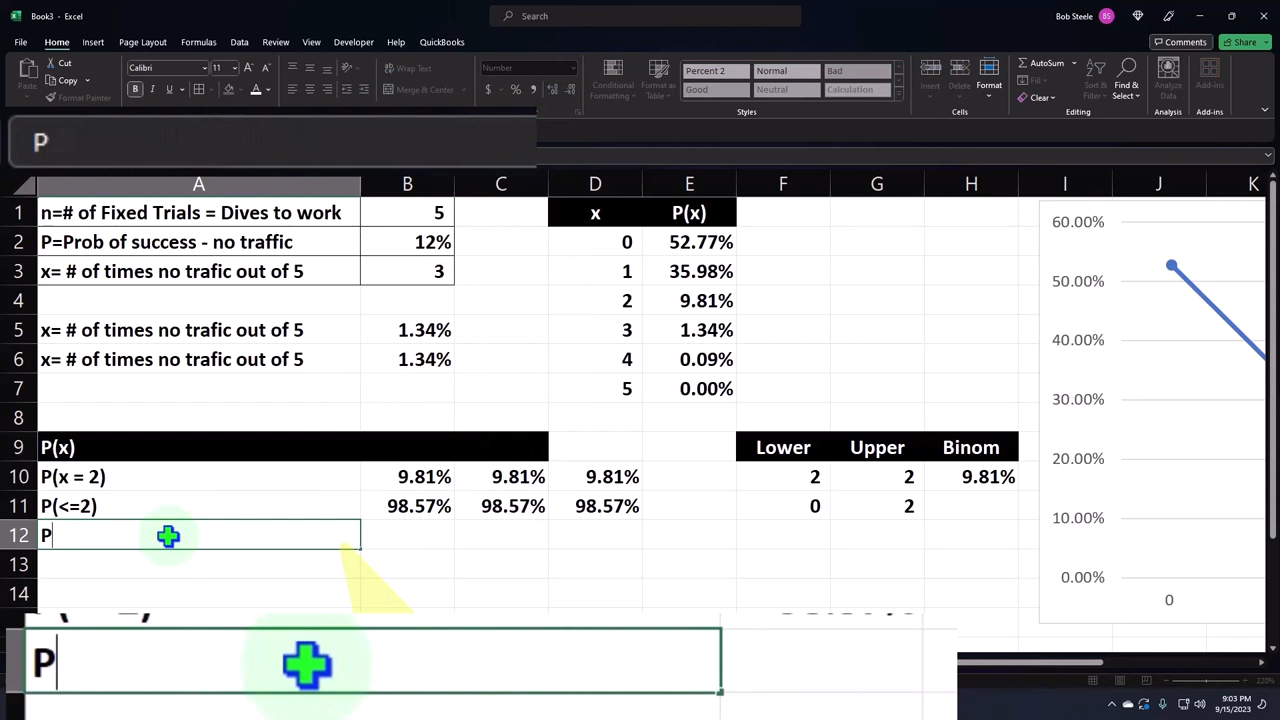 Book3 - Excel
Search
Bob Steele
BS
File Home Insert Page Layout Formulas Data Review View Developer Help QuickBooks
Comments
Share
Paste
Cut
Copy
Format Painter
Calibri 11
B I U
Wrap Text
Merge & Center
Number
$ %
Conditional Formatting
Format as Table
Percent 2 Normal Bad
Good Neutral Calculation
Styles
Insert Delete Format
Cells
AutoSum
Fill
Clear
Sort & Filter
Find & Select
Editing
Analyze Data
Analysis
Add-ins
Add-ins
P
A B C D E F G H I J K
1 n=# of Fixed Trials = Dives to work 5 x P(x)
2 P=Prob of success - no traffic 12% 0 52.77%
3 x= # of times no trafic out of 5 3 1 35.98%
4 2 9.81%
5 x= # of times no trafic out of 5 1.34% 3 1.34%
6 x= # of times no trafic out of 5 1.34% 4 0.09%
7 5 0.00%
8
9 P(x) Lower Upper Binom
10 P(x = 2) 9.81% 9.81% 9.81% 2 2 9.81%
11 P(<=2) 98.57% 98.57% 98.57% 0 2
12 P
13
14
60.00%
50.00%
40.00%
30.00%
20.00%
10.00%
0.00%
0
P
220%
9:03 PM
9/15/2023